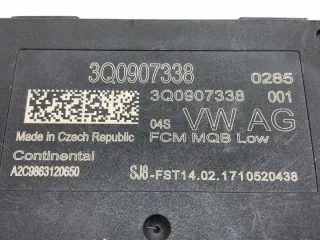 3Q0907338 0285
3Q0907338 001
04S VW AG
Made in Czech Republic FCM MQB Low
Continental
A2C9863120650 SJ8-FST14.02.1710520438